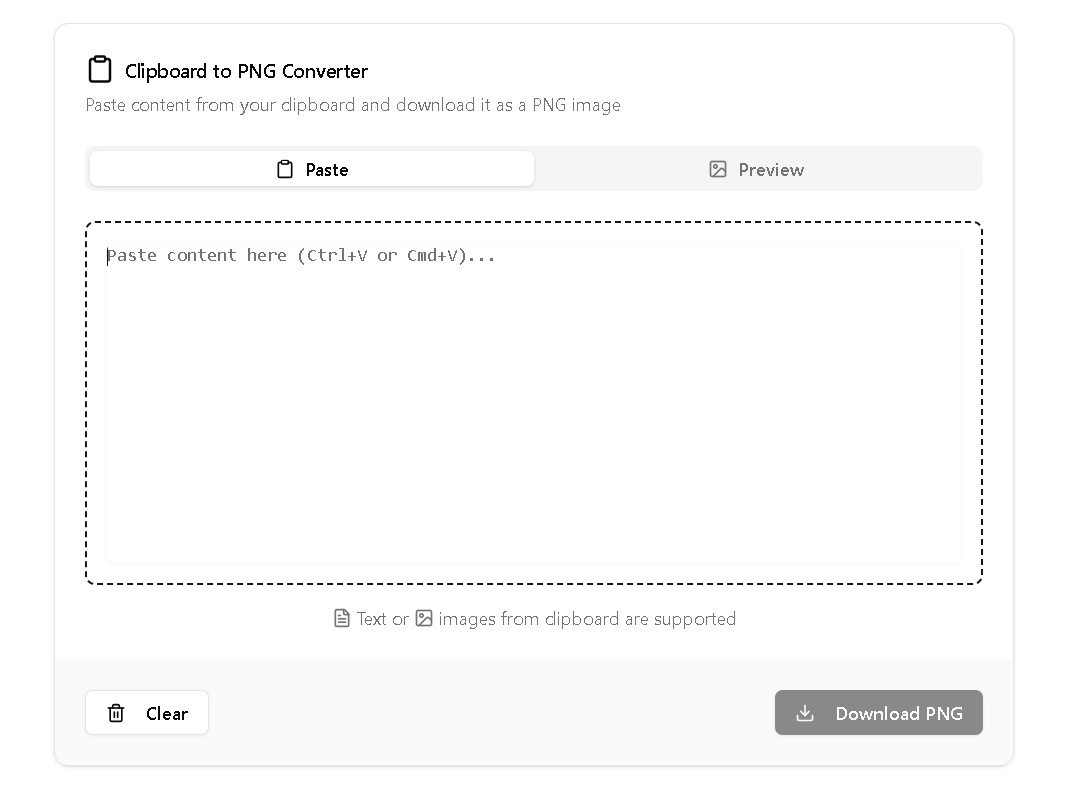 Clipboard to PNG Converter
Paste content from your clipboard and download it as a PNG image
Paste
Preview
Paste content here (Ctrl+V or Cmd+V)...
Text or images from clipboard are supported
Clear
Download PNG